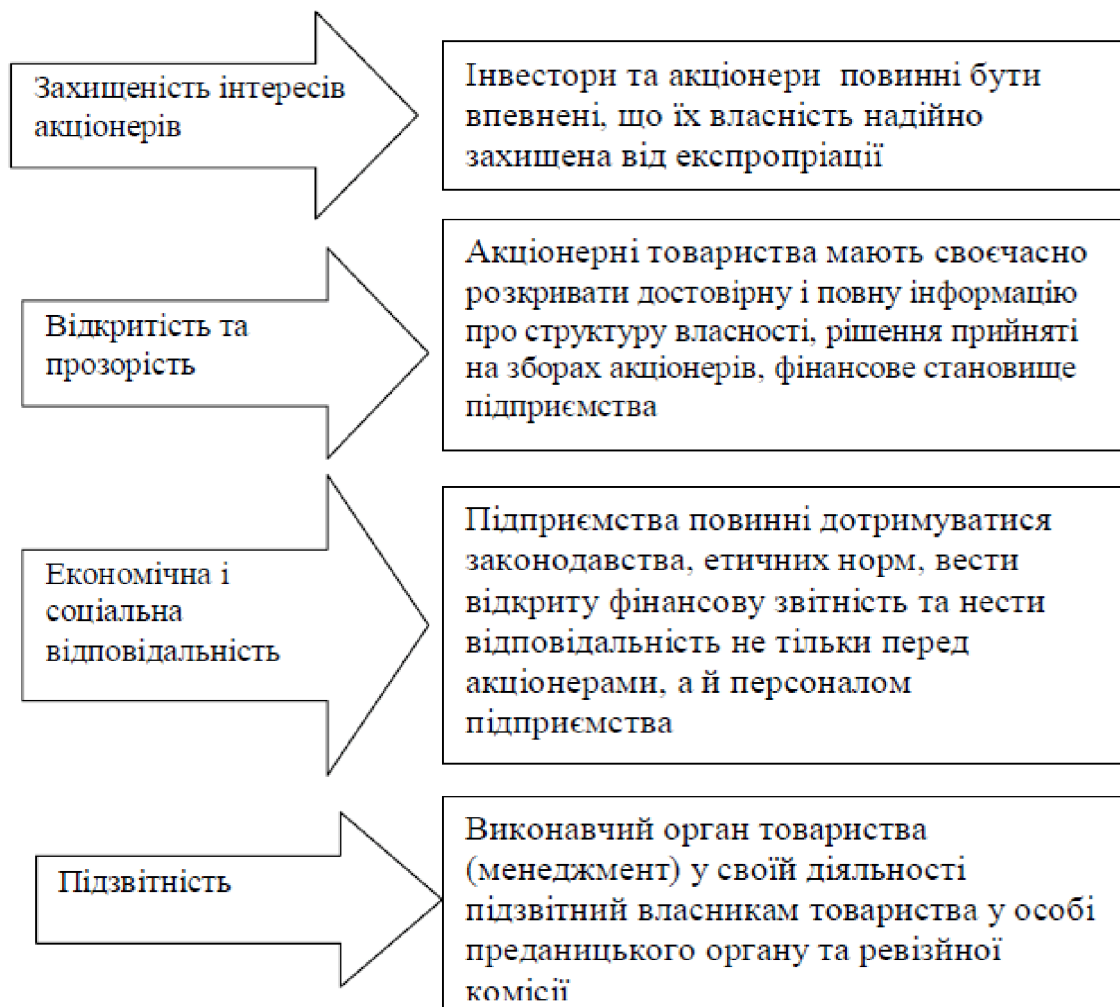 Захищеність інтересів
акціонерів
Інвестори та акціонери повинні бути
впевнені, що їх власність надійно
захищена від експропріації
Відкритість та
прозорість
Акціонерні товариства мають своєчасно
розкривати достовірну і повну інформацію
про структуру власності, рішення прийняті
на зборах акціонерів, фінансове становище
підприємства
Економічна і
соціальна
відповідальність
Підприємства повинні дотримуватися
законодавства, етичних норм, вести
відкриту фінансову звітність та нести
відповідальність не тільки перед
акціонерами, а й персоналом
підприємства
Підзвітність
Виконавчий орган товариства
(менеджмент) у своїй діяльності
підзвітний власникам товариства у особі
преданицького органу та ревізйної
комісії